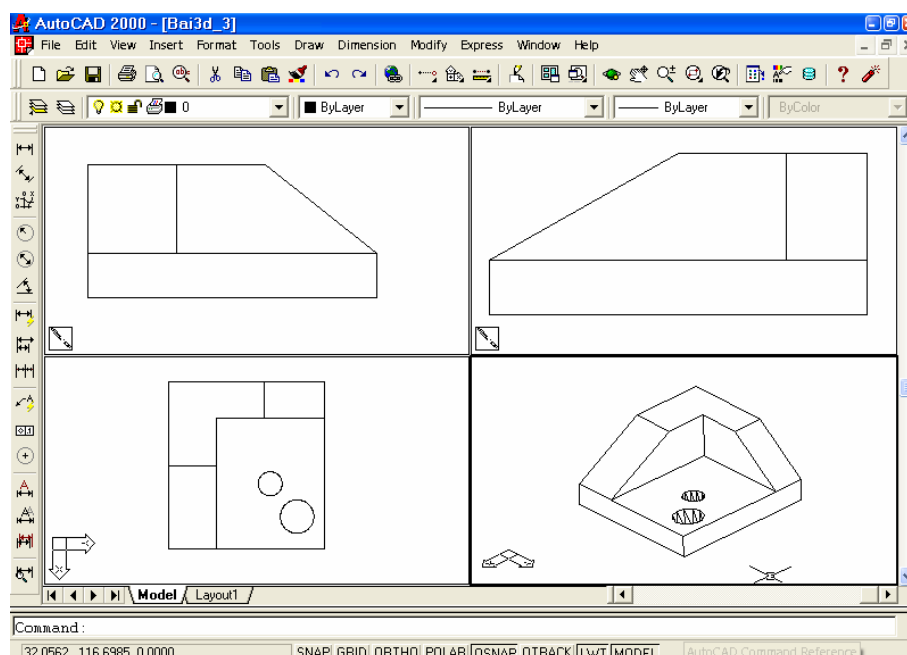 AutoCAD 2000 - [Bai3d_3]
File Edit View Insert Format Tools Draw Dimension Modify Express Window Help
0 ByLayer ByLayer ByLayer ByColor
Model Layout1
Command:
32.0562, 116.6985, 0.0000 SNAP GRID ORTHO POLAR OSNAP OTRACK LWT MODEL AutoCAD Command Reference